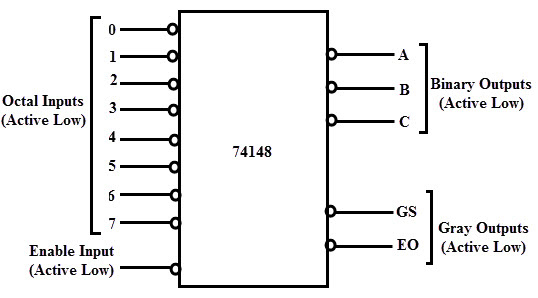 0
1
2
3
4
5
6
7
Octal Inputs
(Active Low)
Enable Input
(Active Low)
74148
A
B
C
Binary Outputs
(Active Low)
GS
EO
Gray Outputs
(Active Low)